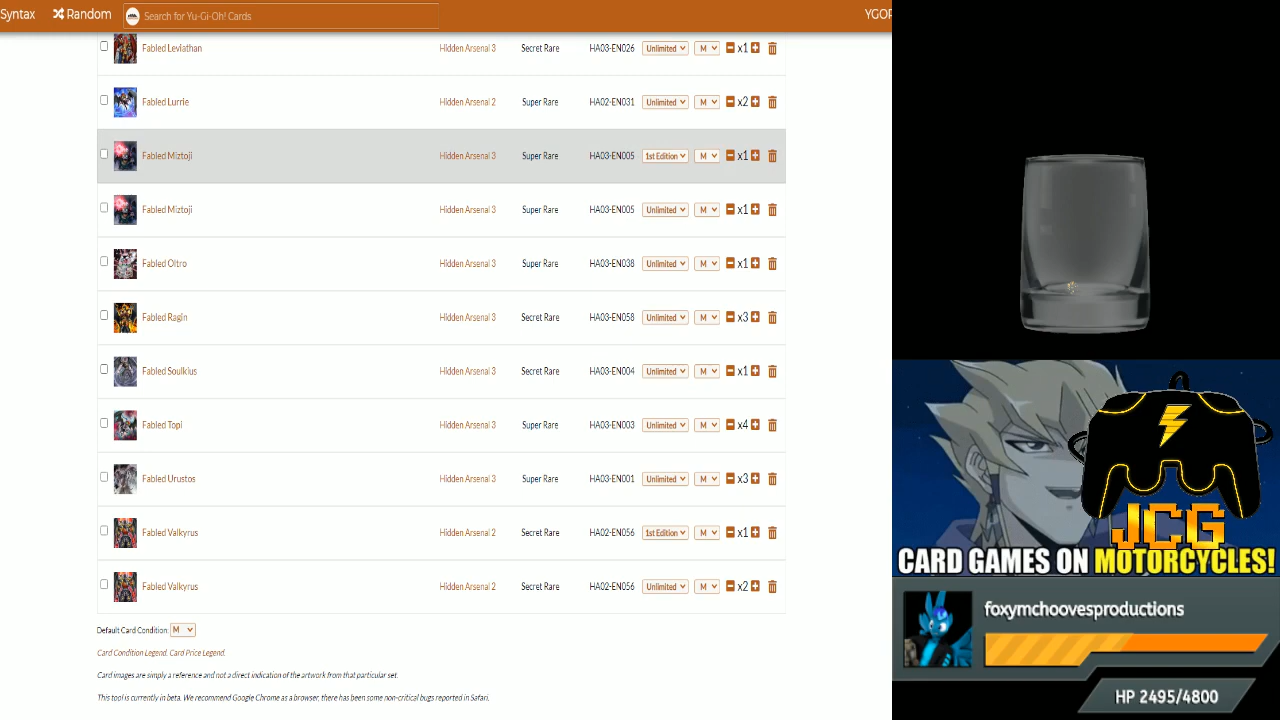 Syntax Random Search for Yu-Gi-Oh! Cards
Fabled Leviathan Hidden Arsenal 3 Secret Rare HA03-EN026 Unlimited M x1
Fabled Lurrie Hidden Arsenal 2 Super Rare HA02-EN031 Unlimited M x2
Fabled Miztoji Hidden Arsenal 3 Super Rare HA03-EN005 1st Edition M x1
Fabled Miztoji Hidden Arsenal 3 Super Rare HA03-EN005 Unlimited M x1
Fabled Oltro Hidden Arsenal 3 Super Rare HA03-EN038 Unlimited M x1
Fabled Ragin Hidden Arsenal 3 Secret Rare HA03-EN058 Unlimited M x3
Fabled Soulkius Hidden Arsenal 3 Secret Rare HA03-EN004 Unlimited M x1
Fabled Topi Hidden Arsenal 3 Super Rare HA03-EN003 Unlimited M x4
Fabled Urustos Hidden Arsenal 3 Super Rare HA03-EN001 Unlimited M x3
Fabled Valkyrus Hidden Arsenal 2 Secret Rare HA02-EN056 1st Edition M x1
Fabled Valkyrus Hidden Arsenal 2 Secret Rare HA02-EN056 Unlimited M x2
Default Card Condition: M
Card Condition Legend. Card Price Legend.
Card images are simply a reference and not a direct indication of the artwork from that particular set.
This tool is currently in beta. We recommend Google Chrome as a browser, there has been some non-critical bugs reported in Safari.
JCG
CARD GAMES ON MOTORCYCLES!
foxymchoovesproductions
HP 2495/4800